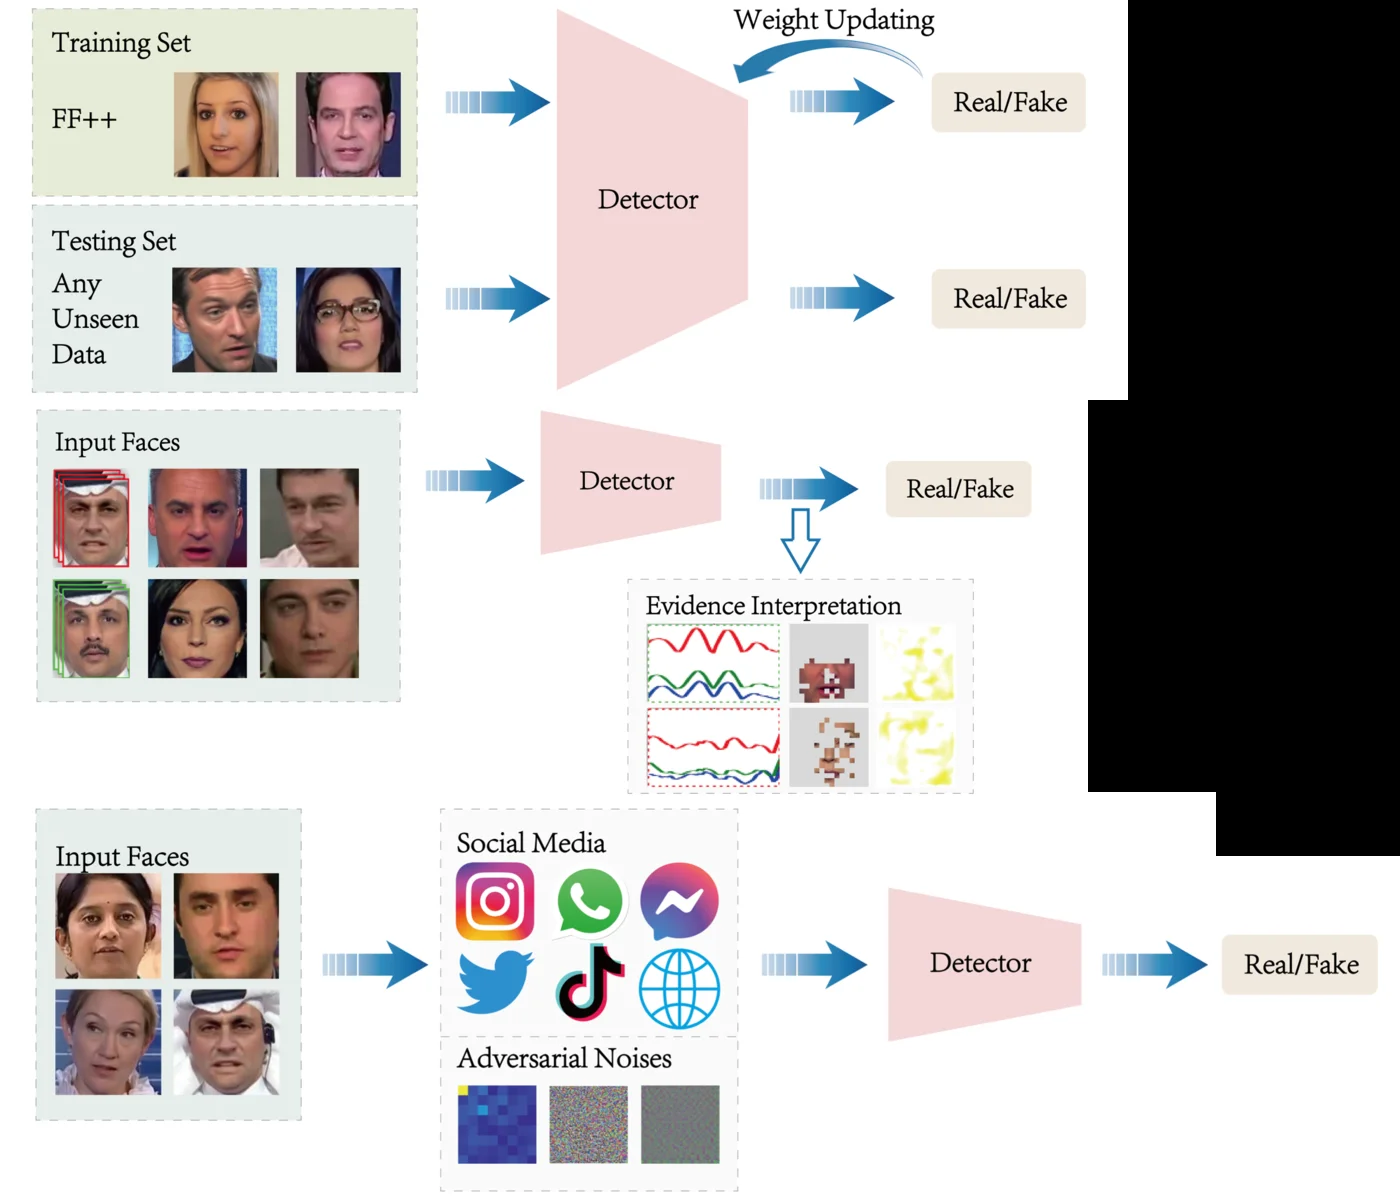 Weight Updating
Training Set
FF++
Real/Fake
Detector
Testing Set
Any
Unseen
Data
Real/Fake
Input Faces
Detector
Real/Fake
Evidence Interpretation
Input Faces
Social Media
Detector
Real/Fake
Adversarial Noises